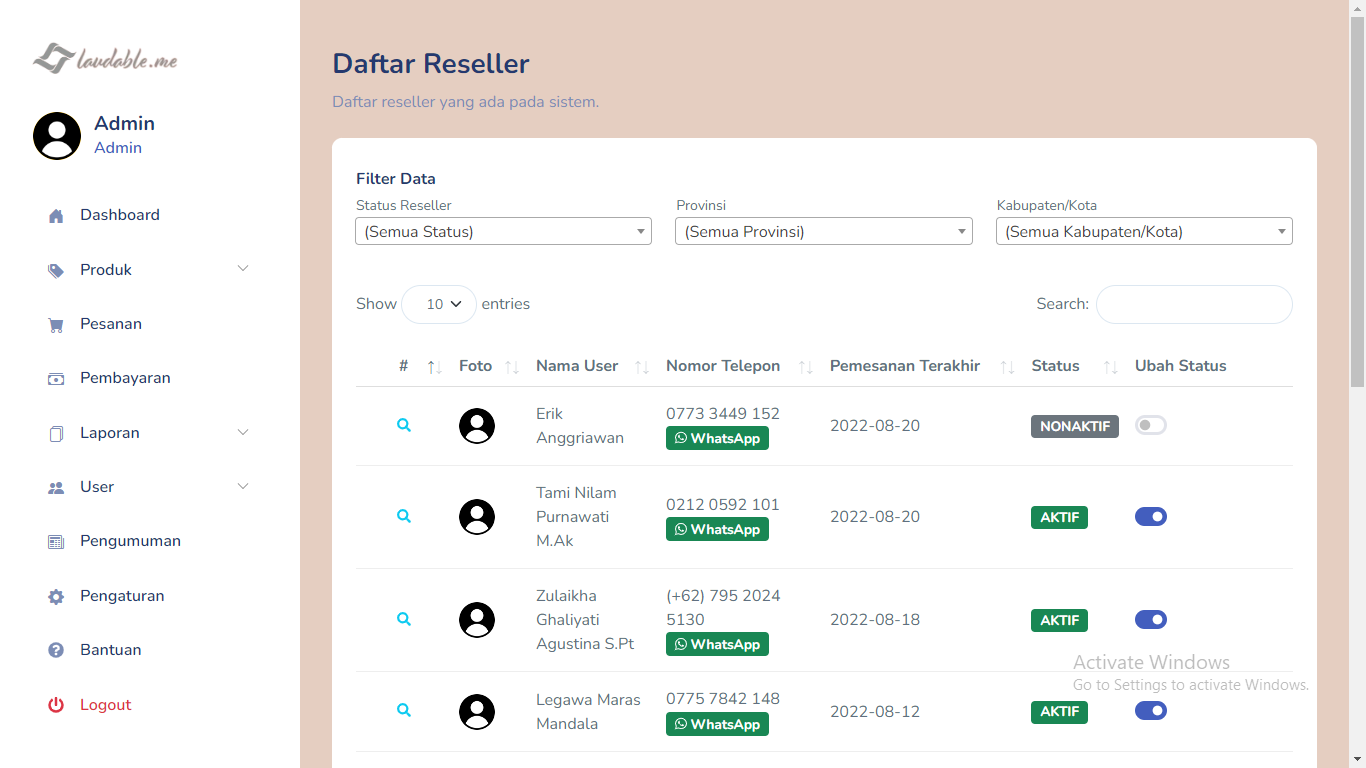 laudable.me
Admin
Admin
Dashboard
Produk
Pesanan
Pembayaran
Laporan
User
Pengumuman
Pengaturan
Bantuan
Logout
Daftar Reseller
Daftar reseller yang ada pada sistem.
Filter Data
Status Reseller Provinsi Kabupaten/Kota
(Semua Status) (Semua Provinsi) (Semua Kabupaten/Kota)
Show 10 entries Search:
# Foto Nama User Nomor Telepon Pemesanan Terakhir Status Ubah Status
Erik
Anggriawan
0773 3449 152
WhatsApp
2022-08-20
NONAKTIF
Tami Nilam
Purnawati
M.Ak
0212 0592 101
WhatsApp
2022-08-20
AKTIF
Zulaikha
Ghaliyati
Agustina S.Pt
(+62) 795 2024
5130
WhatsApp
2022-08-18
AKTIF
Legawa Maras
Mandala
0775 7842 148
WhatsApp
2022-08-12
AKTIF
Activate Windows
Go to Settings to activate Windows.